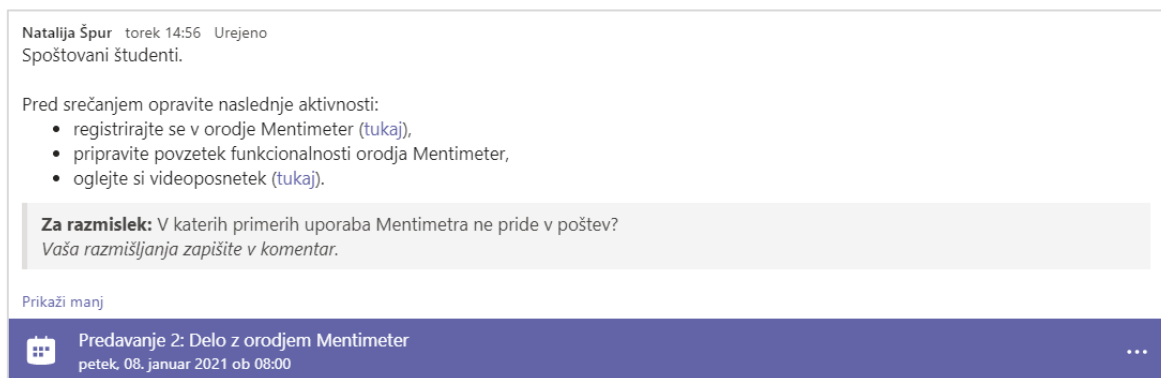 Natalija Špur torek 14:56 Urejeno
Spoštovani študenti.
Pred srečanjem opravite naslednje aktivnosti:
• registrirajte se v orodje Mentimeter (tukaj),
• pripravite povzetek funkcionalnosti orodja Mentimeter,
• oglejte si videoposnetek (tukaj).
Za razmislek: V katerih primerih uporaba Mentimetra ne pride v poštev?
Vaša razmišljanja zapišite v komentar.
Prikaži manj
Predavanje 2: Delo z orodjem Mentimeter
petek, 08. januar 2021 ob 08:00